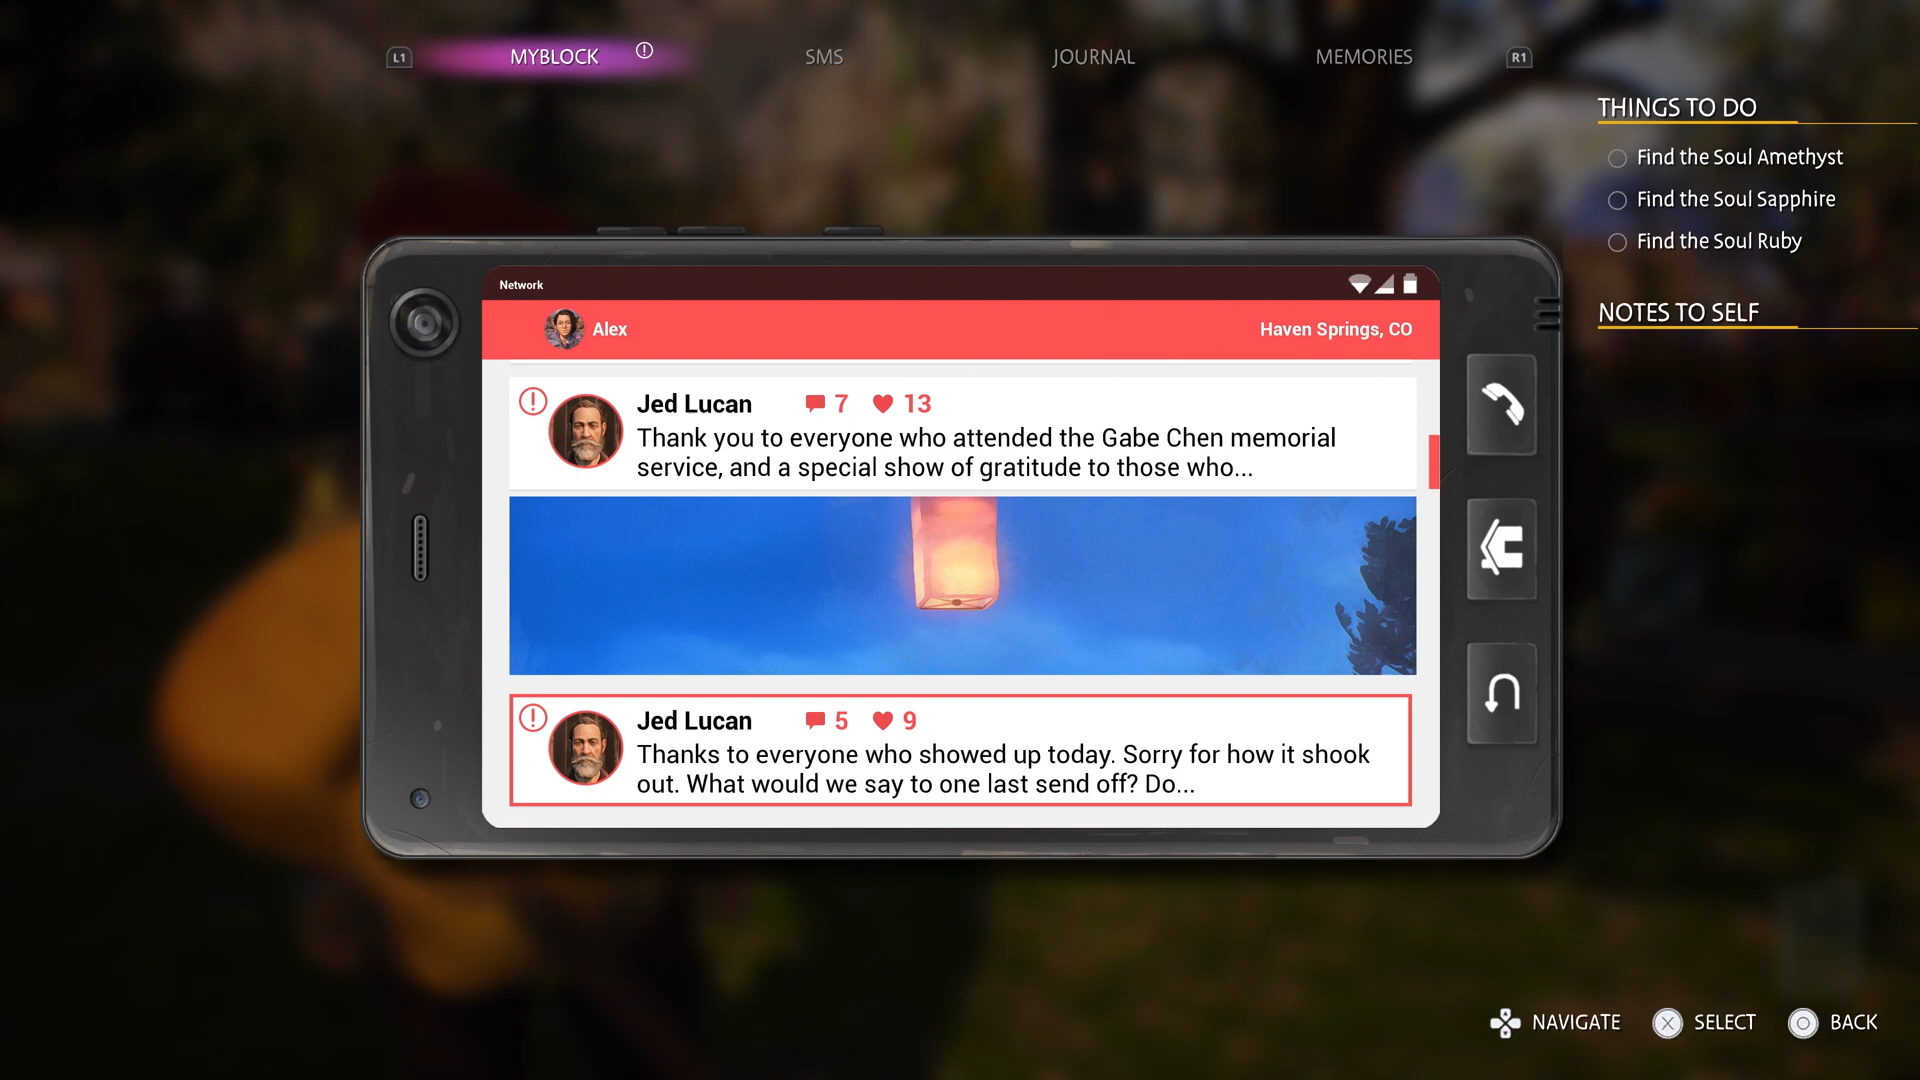 L1
MYBLOCK
SMS
JOURNAL
MEMORIES
R1
THINGS TO DO
Find the Soul Amethyst
Find the Soul Sapphire
Find the Soul Ruby
NOTES TO SELF
Network
Alex
Haven Springs, CO
Jed Lucan 7 13
Thank you to everyone who attended the Gabe Chen memorial
service, and a special show of gratitude to those who...
Jed Lucan 5 9
Thanks to everyone who showed up today. Sorry for how it shook
out. What would we say to one last send off? Do...
NAVIGATE
SELECT
BACK